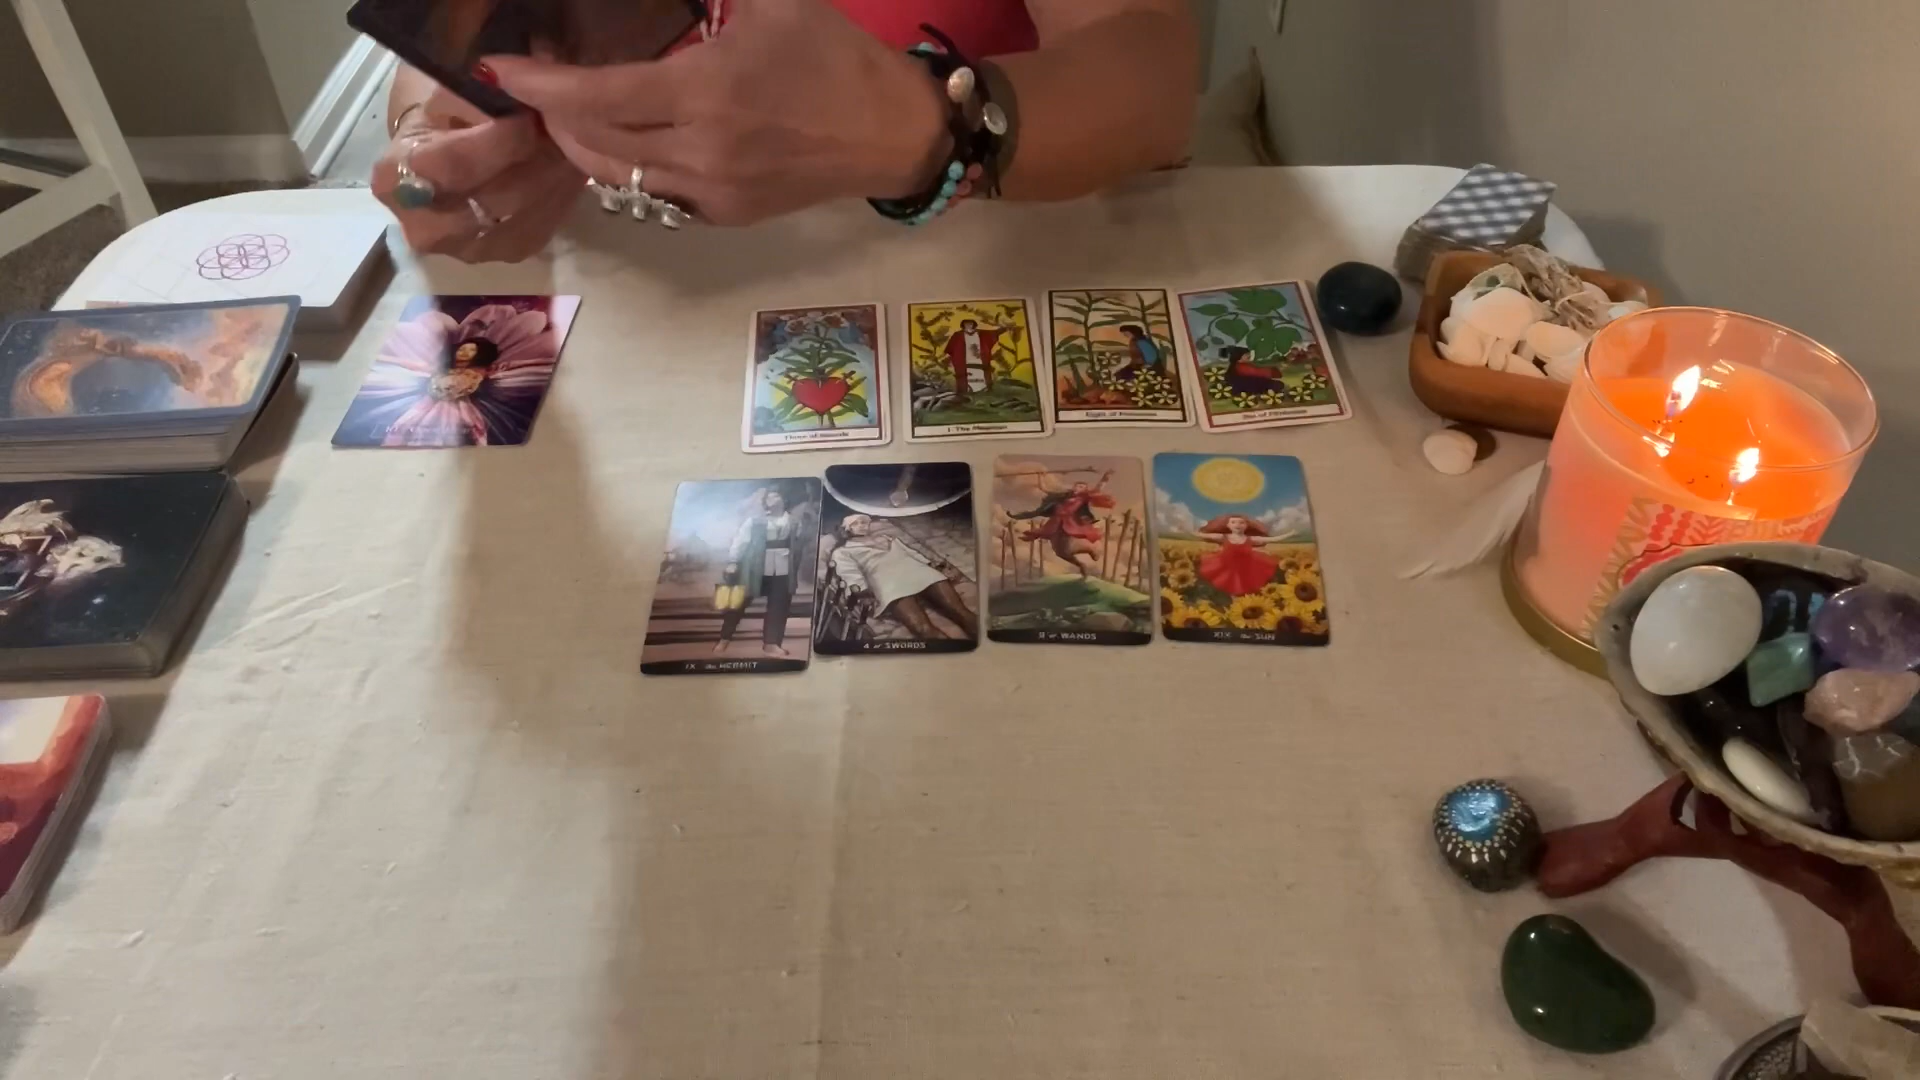 Three of Swords
I The Magician
Eight of Pentacles
Six of Pentacles
IX the HERMIT
4 of SWORDS
9 of WANDS
XIX the SUN